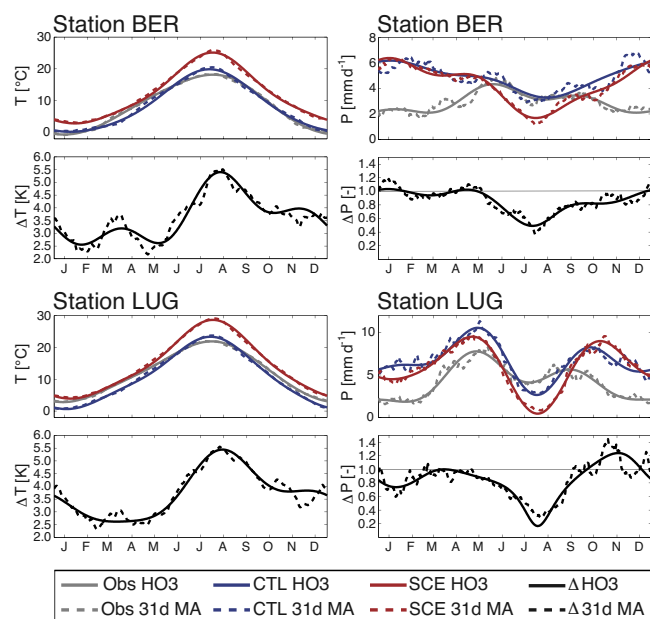 Station BER
Station BER
T [°C]
30
20
10
0
P [mm d⁻¹]
8
6
4
2
0
ΔT [K]
6.0
5.5
5.0
4.5
4.0
3.5
3.0
2.5
2.0
J F M A M J J A S O N D
ΔP [-]
1.4
1.2
1.0
0.8
0.6
0.4
0.2
J F M A M J J A S O N D
Station LUG
Station LUG
T [°C]
30
20
10
0
P [mm d⁻¹]
10
5
0
ΔT [K]
6.0
5.5
5.0
4.5
4.0
3.5
3.0
2.5
2.0
J F M A M J J A S O N D
ΔP [-]
1.4
1.2
1.0
0.8
0.6
0.4
0.2
J F M A M J J A S O N D
Obs HO3 CTL HO3 SCE HO3 Δ HO3
Obs 31d MA CTL 31d MA SCE 31d MA Δ 31d MA